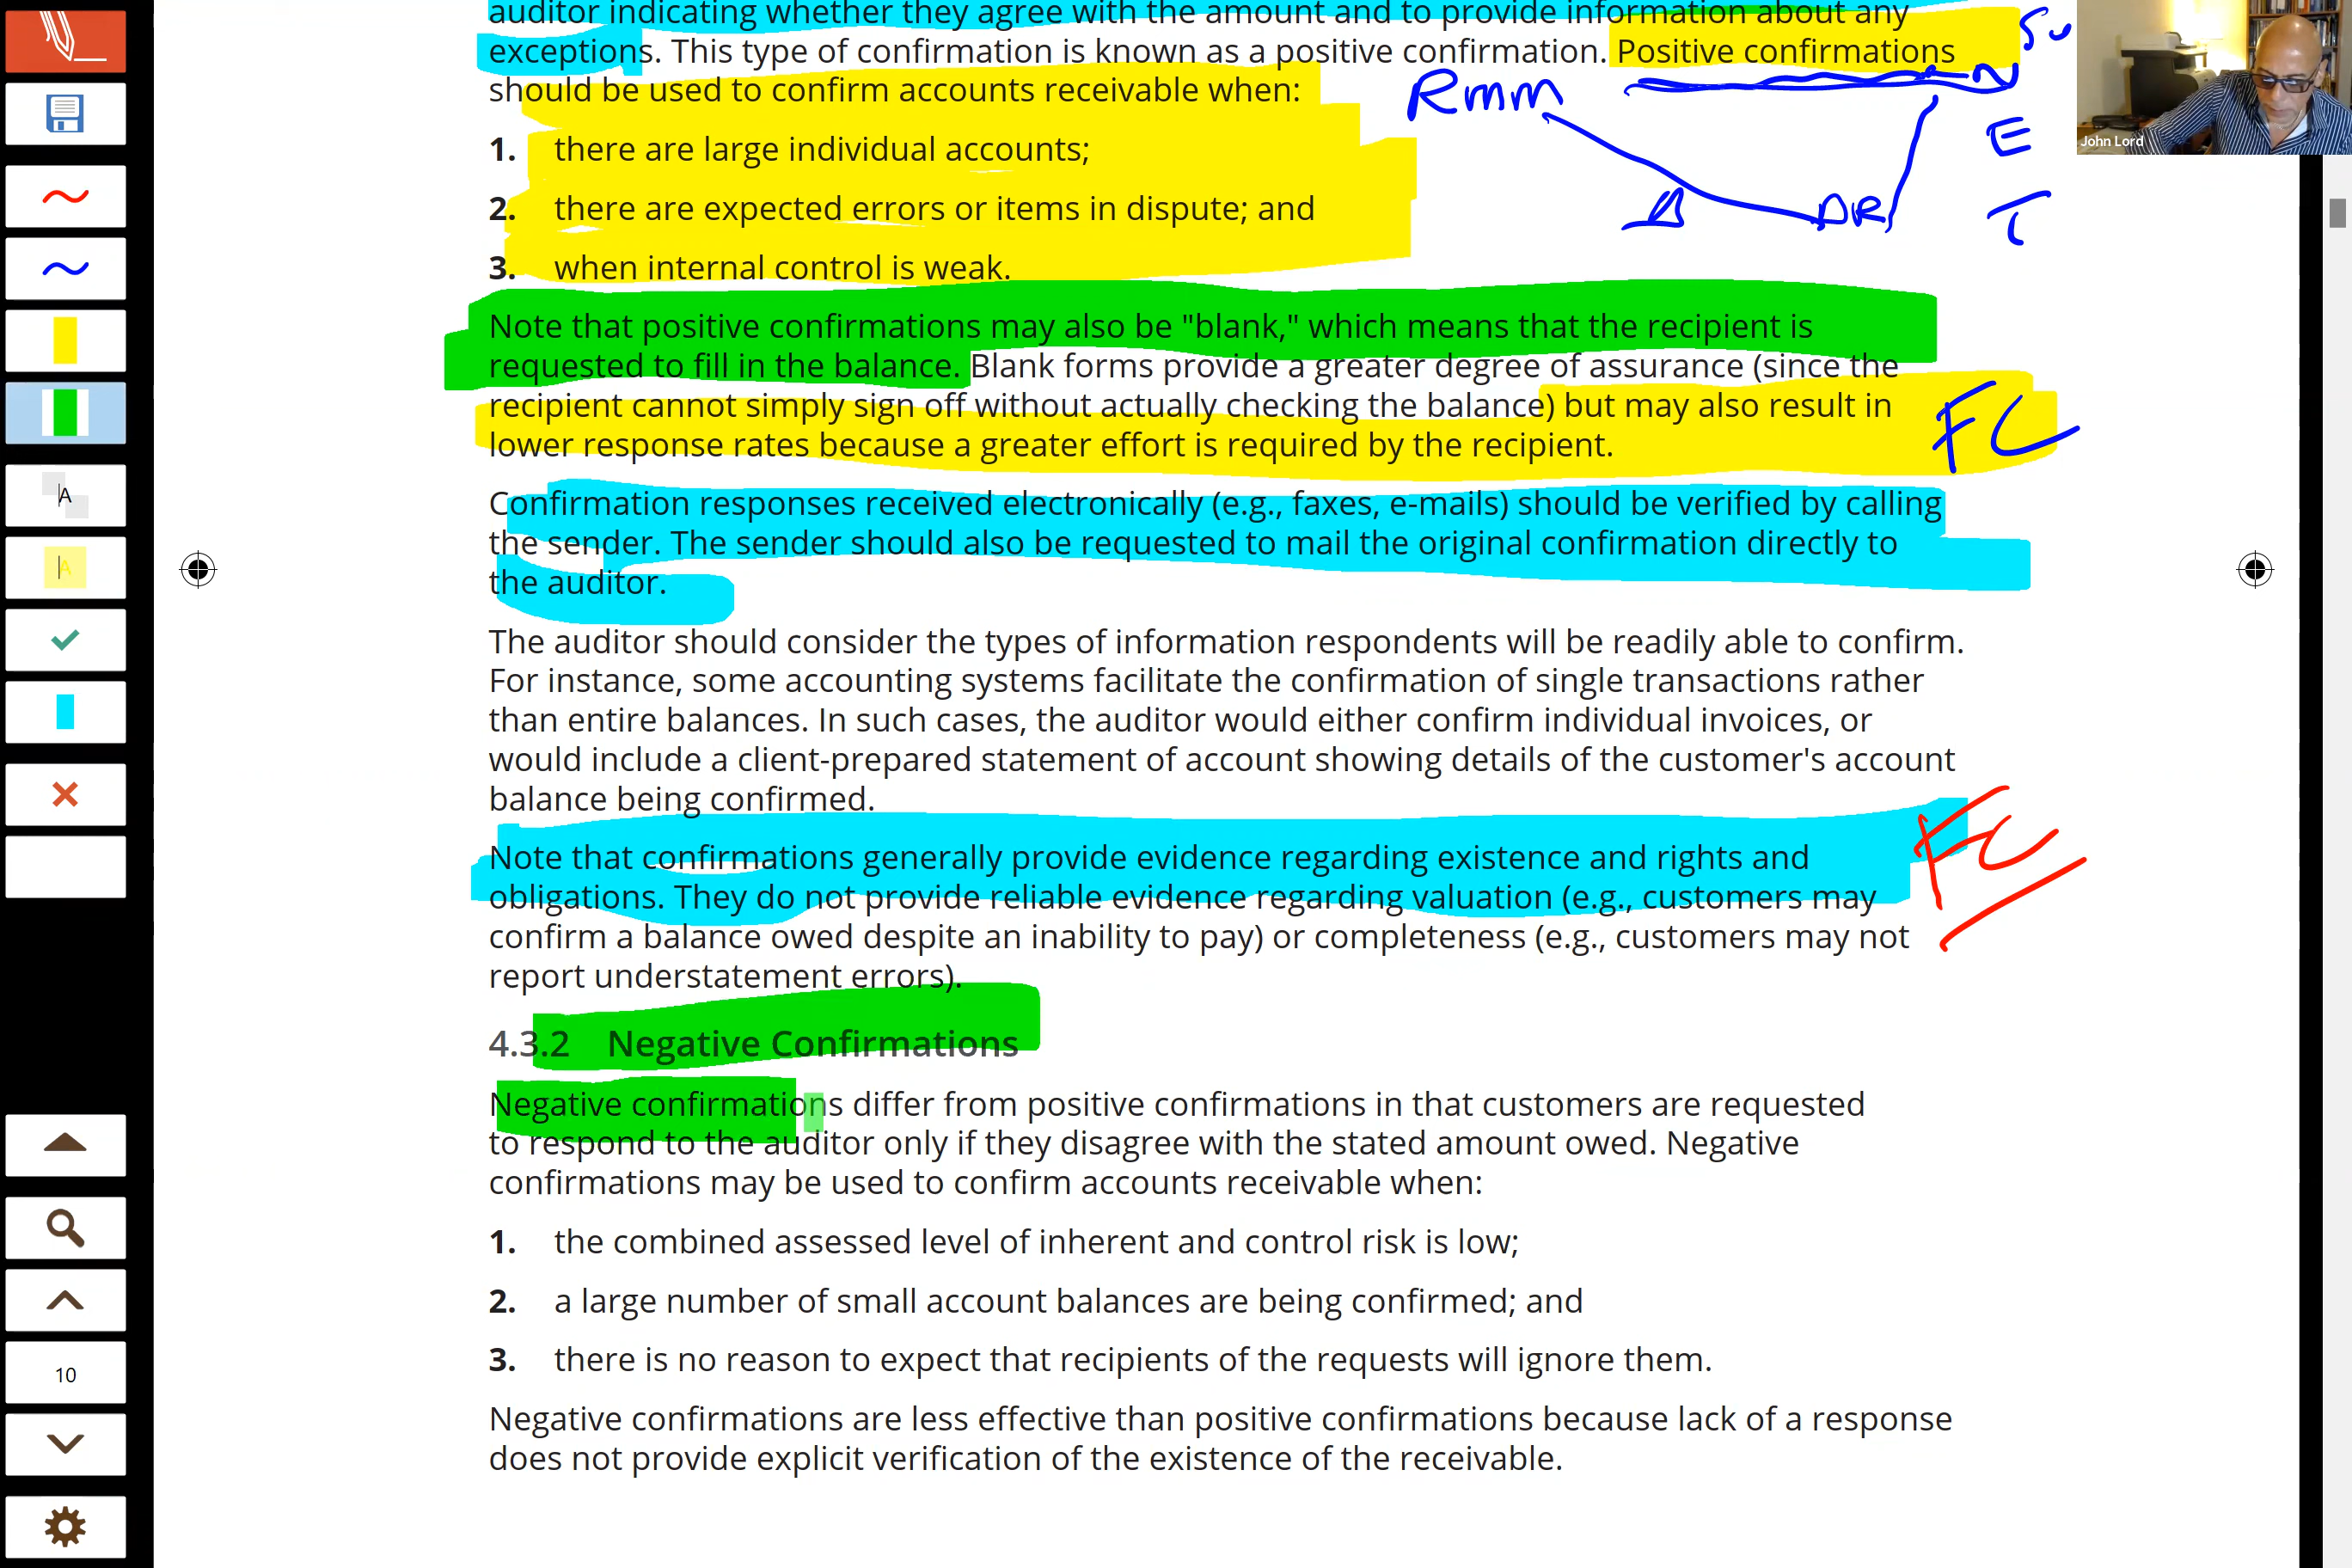 auditor indicating whether they agree with the amount and to provide information about any
exceptions. This type of confirmation is known as a positive confirmation. Positive confirmations
should be used to confirm accounts receivable when:
Rmm
N
E
T
1. there are large individual accounts;
2. there are expected errors or items in dispute; and
Δ DR
3. when internal control is weak.
John Lord
Note that positive confirmations may also be "blank," which means that the recipient is
requested to fill in the balance. Blank forms provide a greater degree of assurance (since the
recipient cannot simply sign off without actually checking the balance) but may also result in
lower response rates because a greater effort is required by the recipient.
FC
Confirmation responses received electronically (e.g., faxes, e-mails) should be verified by calling
the sender. The sender should also be requested to mail the original confirmation directly to
the auditor.
The auditor should consider the types of information respondents will be readily able to confirm.
For instance, some accounting systems facilitate the confirmation of single transactions rather
than entire balances. In such cases, the auditor would either confirm individual invoices, or
would include a client-prepared statement of account showing details of the customer's account
balance being confirmed.
Note that confirmations generally provide evidence regarding existence and rights and
obligations. They do not provide reliable evidence regarding valuation (e.g., customers may
confirm a balance owed despite an inability to pay) or completeness (e.g., customers may not
report understatement errors).
FC
4.3.2 Negative Confirmations
Negative confirmations differ from positive confirmations in that customers are requested
to respond to the auditor only if they disagree with the stated amount owed. Negative
confirmations may be used to confirm accounts receivable when:
1. the combined assessed level of inherent and control risk is low;
2. a large number of small account balances are being confirmed; and
3. there is no reason to expect that recipients of the requests will ignore them.
Negative confirmations are less effective than positive confirmations because lack of a response
does not provide explicit verification of the existence of the receivable.
A
A
10